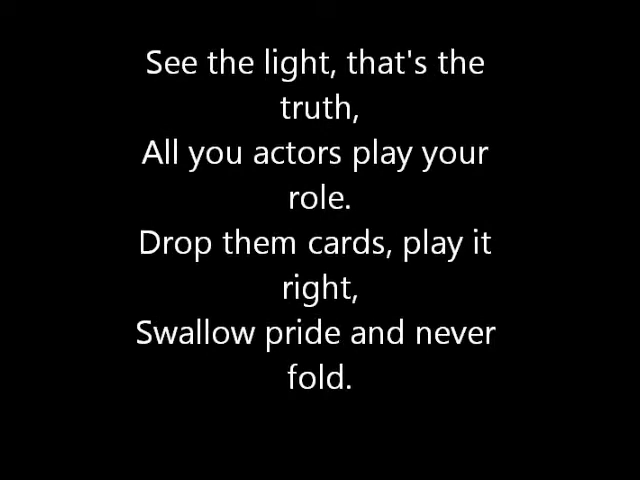 See the light, that's the
truth,
All you actors play your
role.
Drop them cards, play it
right,
Swallow pride and never
fold.